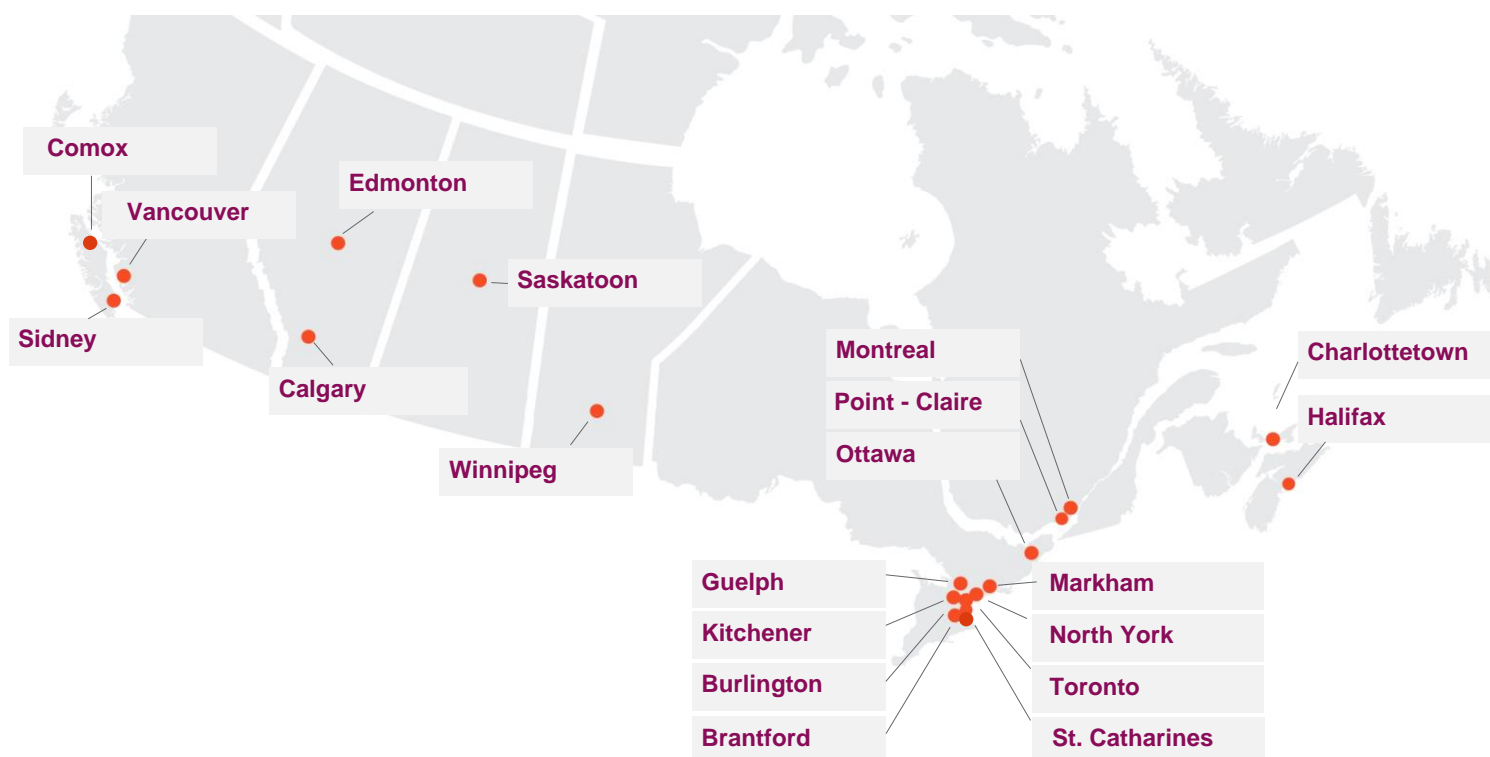 Comox
Vancouver
Sidney
Edmonton
Calgary
Saskatoon
Winnipeg
Montreal
Point - Claire
Ottawa
Charlottetown
Halifax
Guelph
Kitchener
Burlington
Brantford
Markham
North York
Toronto
St. Catharines